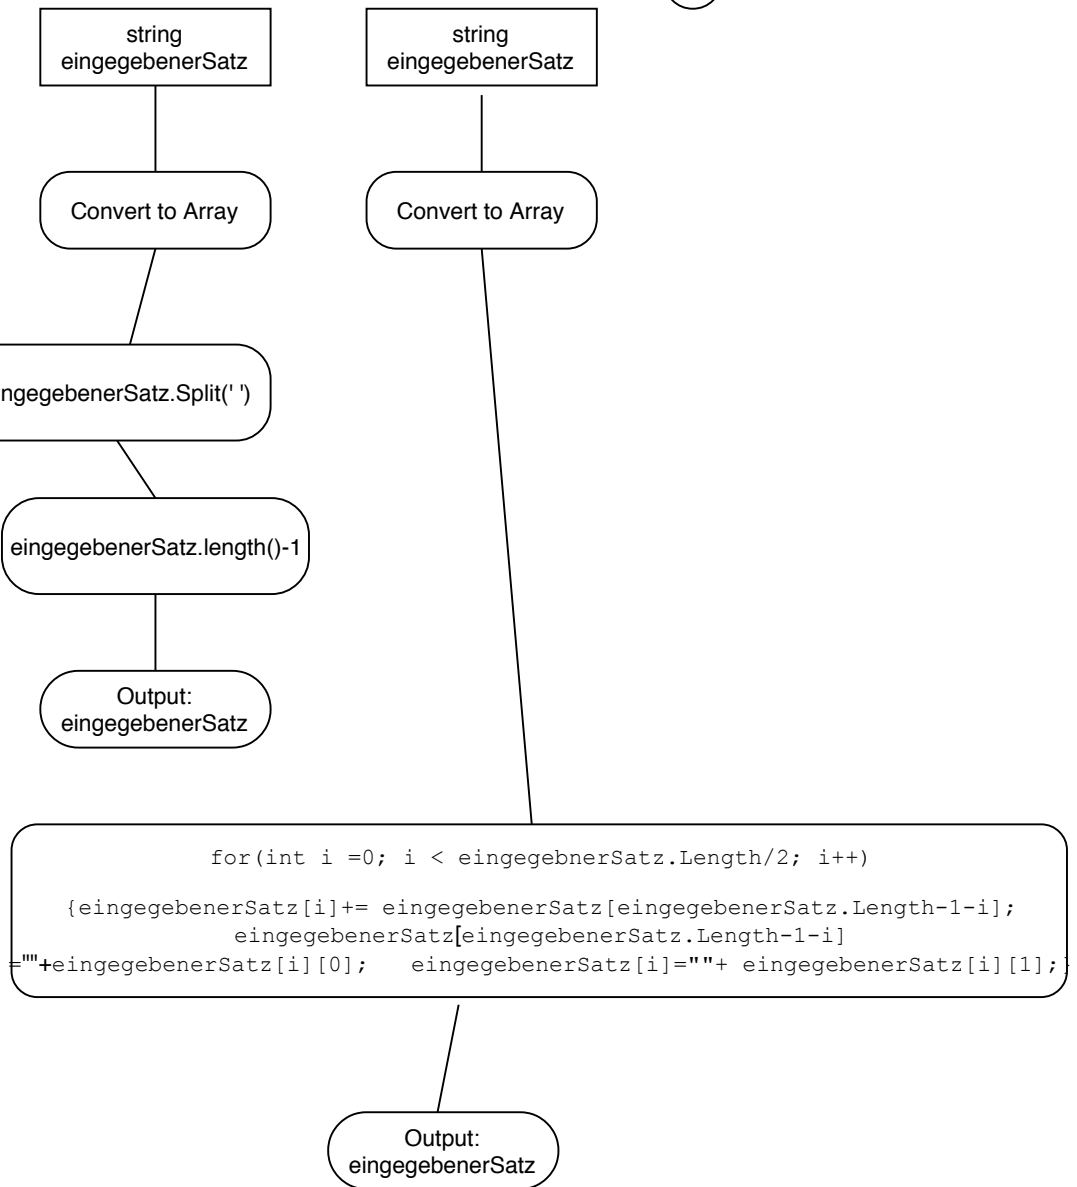 string
eingegebenerSatz
string
eingegebenerSatz
Convert to Array
Convert to Array
ngegebenerSatz.Split(' ')
eingegebenerSatz.length()-1
Output:
eingegebenerSatz
for(int i =0; i < eingegebnerSatz.Length/2; i++)
{eingegebenerSatz[i]+= eingegebenerSatz[eingegebenerSatz.Length-1-i];
eingegebenerSatz[eingegebenerSatz.Length-1-i]
=""+eingegebenerSatz[i][0];   eingegebenerSatz[i]=""+ eingegebenerSatz[i][1];}
Output:
eingegebenerSatz